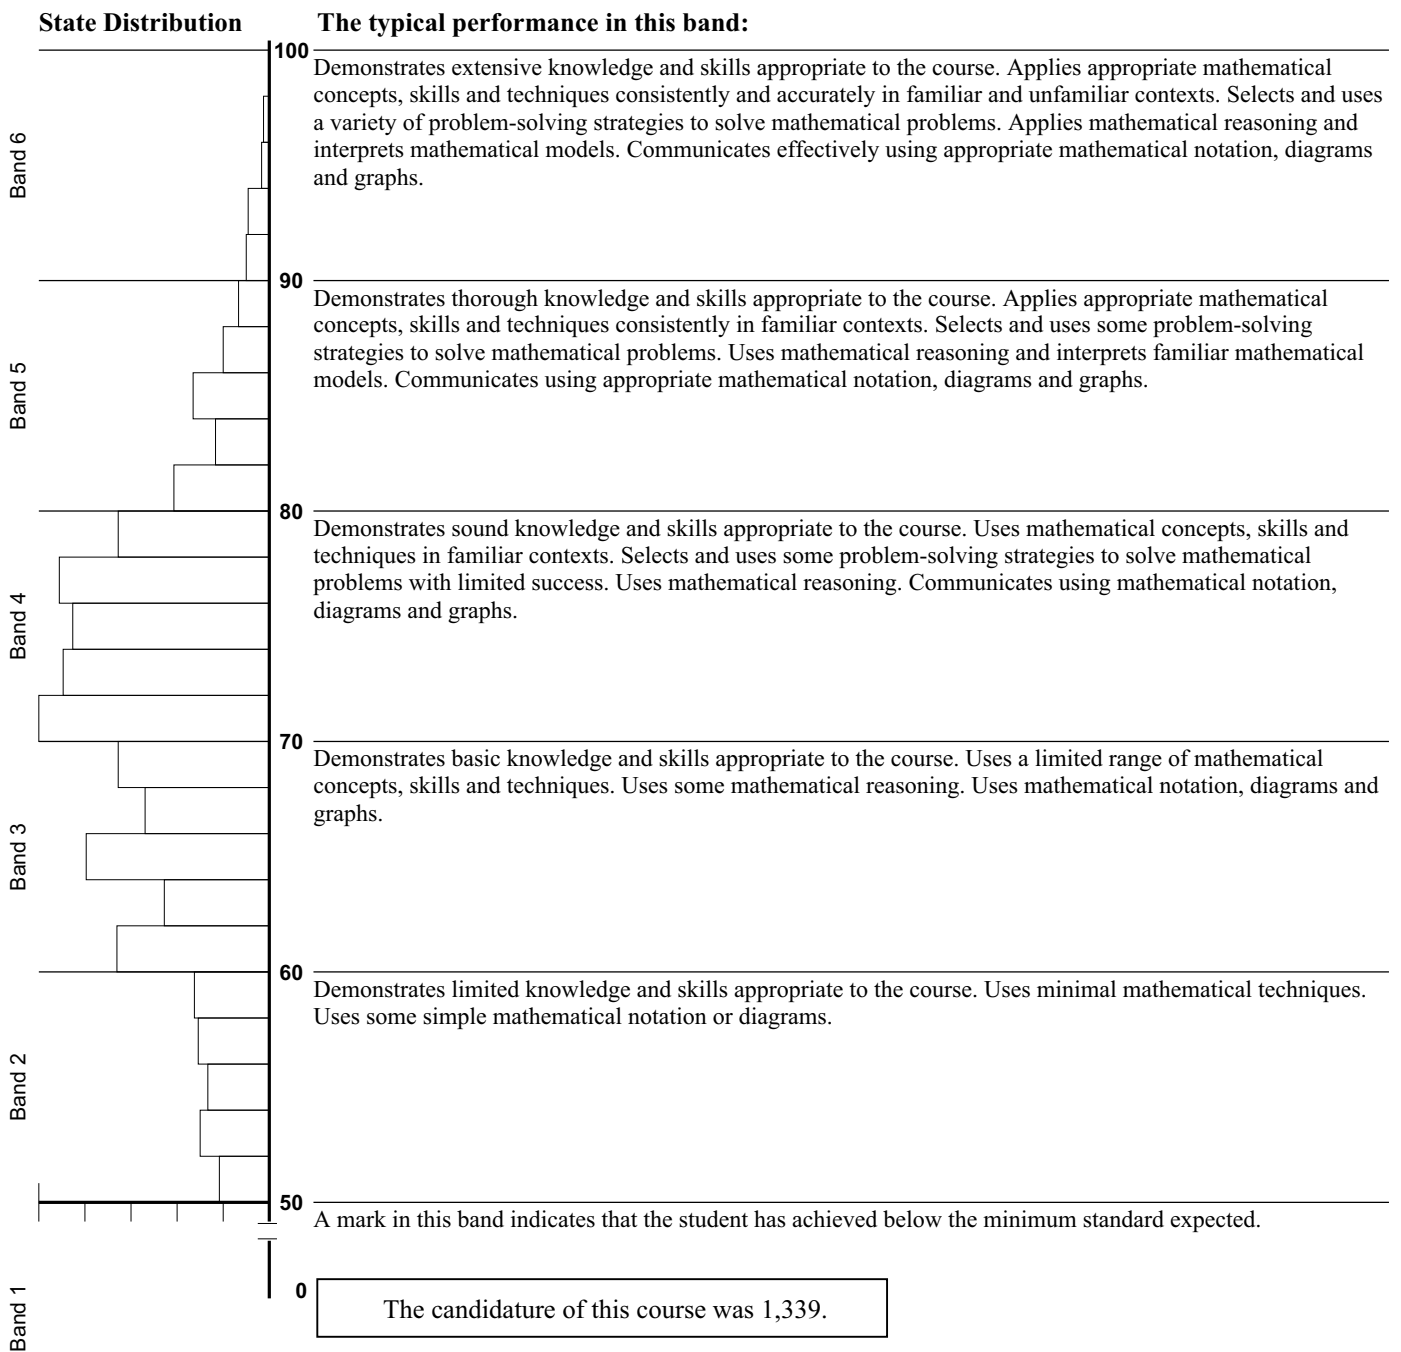 State Distribution
The typical performance in this band:
100
Band 6
Demonstrates extensive knowledge and skills appropriate to the course. Applies appropriate mathematical
concepts, skills and techniques consistently and accurately in familiar and unfamiliar contexts. Selects and uses
a variety of problem-solving strategies to solve mathematical problems. Applies mathematical reasoning and
interprets mathematical models. Communicates effectively using appropriate mathematical notation, diagrams
and graphs.
90
Band 5
Demonstrates thorough knowledge and skills appropriate to the course. Applies appropriate mathematical
concepts, skills and techniques consistently in familiar contexts. Selects and uses some problem-solving
strategies to solve mathematical problems. Uses mathematical reasoning and interprets familiar mathematical
models. Communicates using appropriate mathematical notation, diagrams and graphs.
80
Band 4
Demonstrates sound knowledge and skills appropriate to the course. Uses mathematical concepts, skills and
techniques in familiar contexts. Selects and uses some problem-solving strategies to solve mathematical
problems with limited success. Uses mathematical reasoning. Communicates using mathematical notation,
diagrams and graphs.
70
Band 3
Demonstrates basic knowledge and skills appropriate to the course. Uses a limited range of mathematical
concepts, skills and techniques. Uses some mathematical reasoning. Uses mathematical notation, diagrams and
graphs.
60
Band 2
Demonstrates limited knowledge and skills appropriate to the course. Uses minimal mathematical techniques.
Uses some simple mathematical notation or diagrams.
50
Band 1
A mark in this band indicates that the student has achieved below the minimum standard expected.
0
The candidature of this course was 1,339.